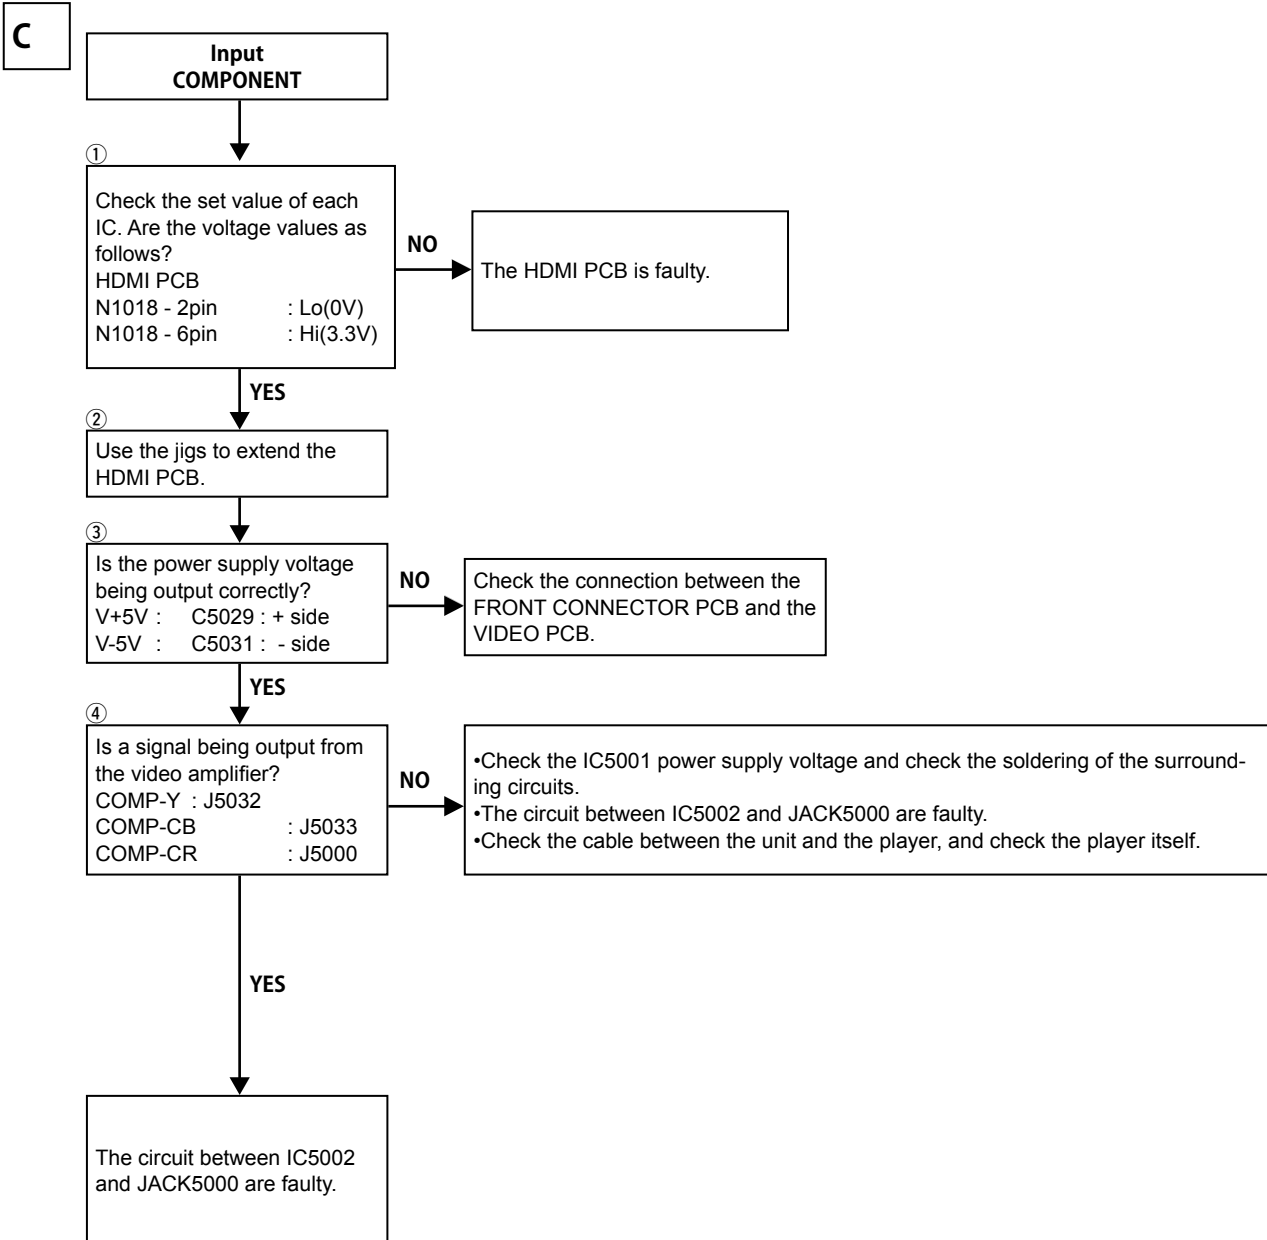 C
Input
COMPONENT
①
Check the set value of each
IC. Are the voltage values as
follows?
HDMI PCB
N1018 - 2pin : Lo(0V)
N1018 - 6pin : Hi(3.3V)
NO
The HDMI PCB is faulty.
YES
②
Use the jigs to extend the
HDMI PCB.
③
Is the power supply voltage
being output correctly?
V+5V : C5029 : + side
V-5V : C5031 : - side
NO
Check the connection between the
FRONT CONNECTOR PCB and the
VIDEO PCB.
YES
④
Is a signal being output from
the video amplifier?
COMP-Y : J5032
COMP-CB : J5033
COMP-CR : J5000
NO
•Check the IC5001 power supply voltage and check the soldering of the surround-
ing circuits.
•The circuit between IC5002 and JACK5000 are faulty.
•Check the cable between the unit and the player, and check the player itself.
YES
The circuit between IC5002
and JACK5000 are faulty.